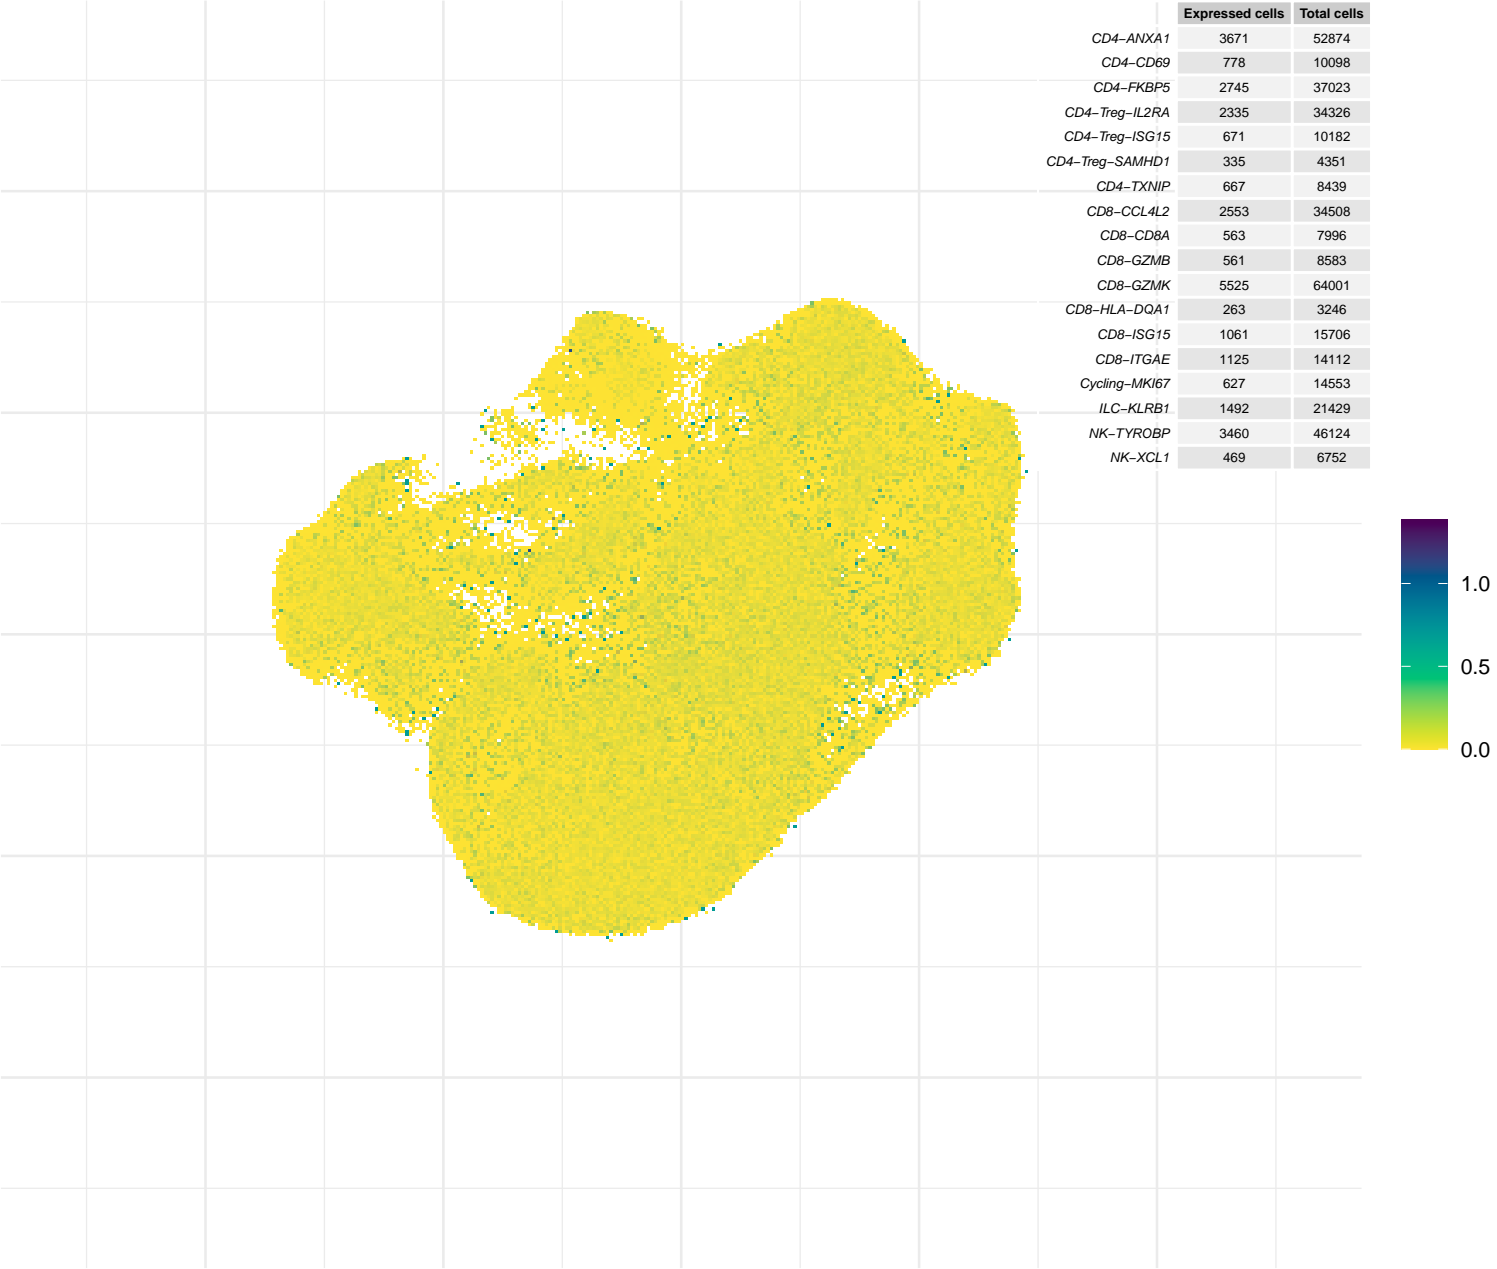 Expressed cells Total cells
CD4−ANXA1 3671 52874
CD4−CD69 778 10098
CD4−FKBP5 2745 37023
CD4−Treg−IL2RA 2335 34326
CD4−Treg−ISG15 671 10182
CD4−Treg−SAMHD1 335 4351
CD4−TXNIP 667 8439
CD8−CCL4L2 2553 34508
CD8−CD8A 563 7996
CD8−GZMB 561 8583
CD8−GZMK 5525 64001
CD8−HLA−DQA1 263 3246
CD8−ISG15 1061 15706
CD8−ITGAE 1125 14112
Cycling−MKI67 627 14553
ILC−KLRB1 1492 21429
NK−TYROBP 3460 46124
NK−XCL1 469 6752
1.0
0.5
0.0